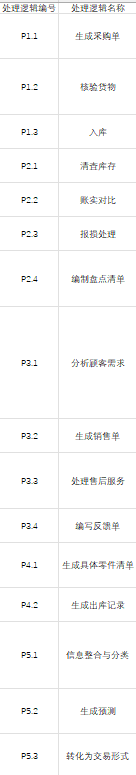 处理逻辑编号 处理逻辑名称
P1.1 生成采购单
P1.2 核验货物
P1.3 入库
P2.1 清查库存
P2.2 账实对比
P2.3 报损处理
P2.4 编制盘点清单
P3.1 分析顾客需求
P3.2 生成销售单
P3.3 处理售后服务
P3.4 编写反馈单
P4.1 生成具体零件清单
P4.2 生成出库记录
P5.1 信息整合与分类
P5.2 生成预测
P5.3 转化为交易形式